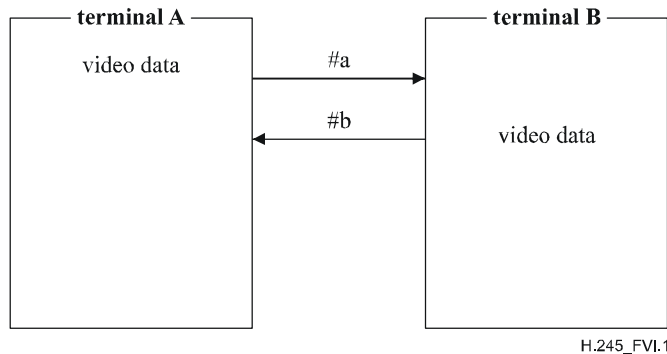 terminal A
terminal B
video data
#a
#b
video data
H.245_FVI.1